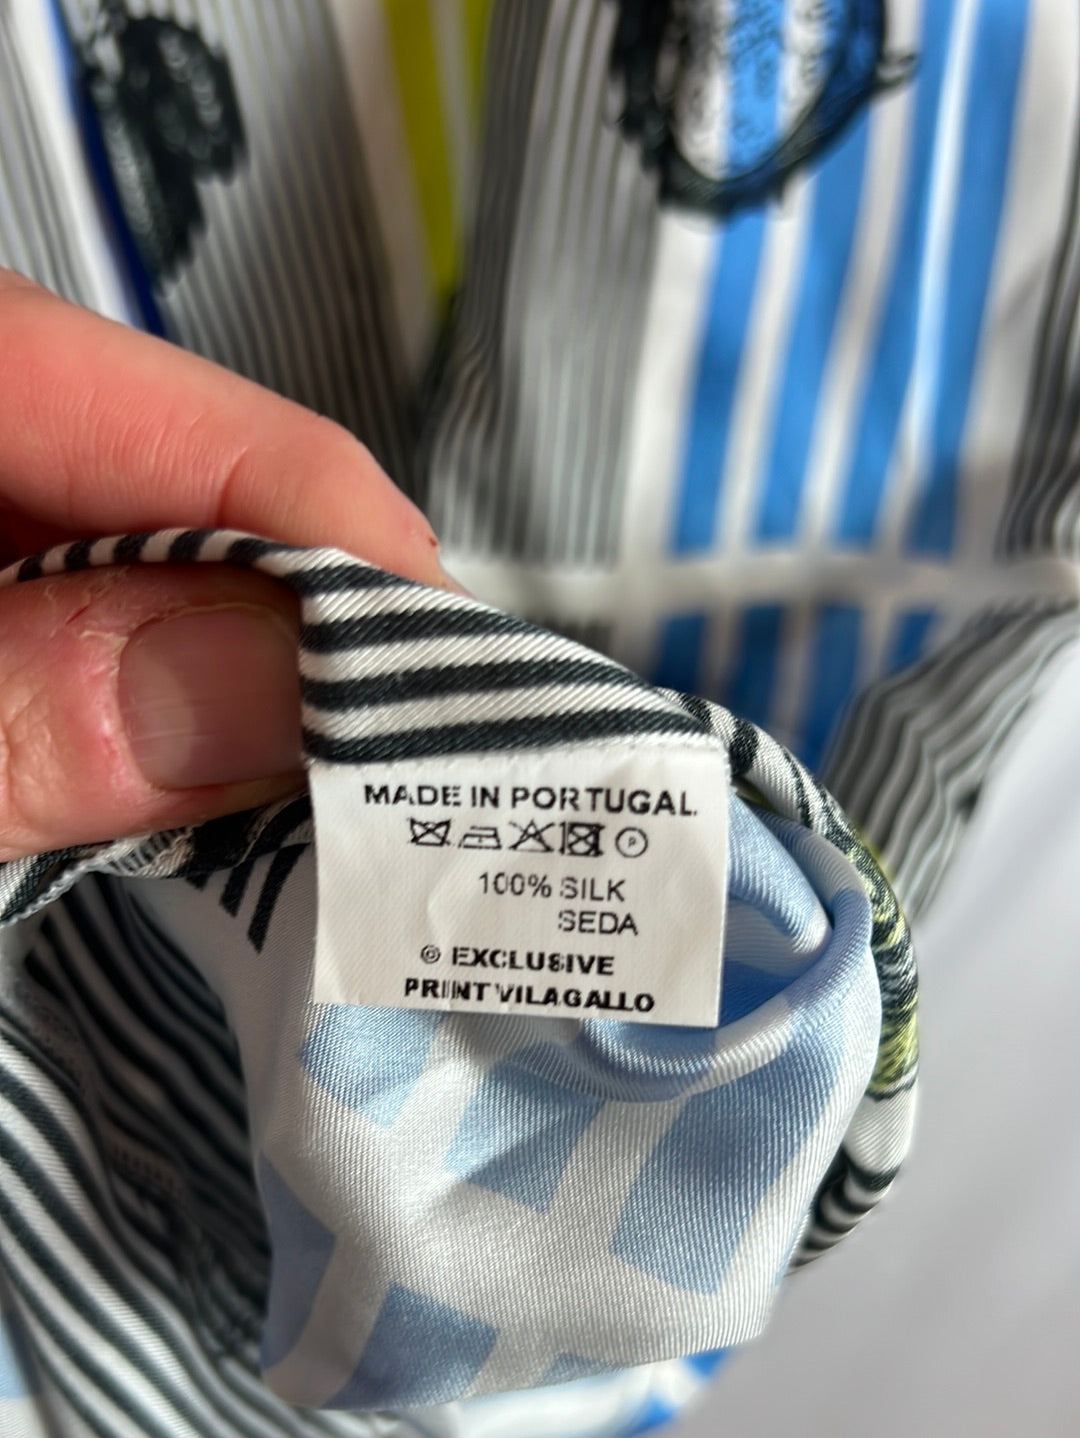 MADE IN PORTUGAL
P
100% SILK
SEDA
© EXCLUSIVE
PRINT VILAGALLO